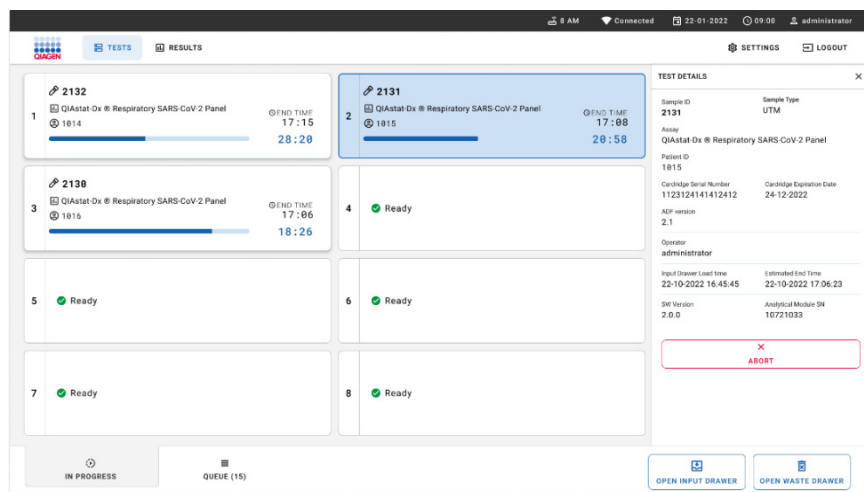 8 AM Connected 22-01-2022 09:00 administrator
QIAGEN TESTS RESULTS SETTINGS LOGOUT
1
2132
QIAstat-Dx ® Respiratory SARS-CoV-2 Panel
1014
END TIME
17:15
28:20
2
2131
QIAstat-Dx ® Respiratory SARS-CoV-2 Panel
1015
END TIME
17:08
20:58
3
2130
QIAstat-Dx ® Respiratory SARS-CoV-2 Panel
1016
END TIME
17:06
18:26
4 Ready
5 Ready
6 Ready
7 Ready
8 Ready
TEST DETAILS
Sample ID Sample Type
2131 UTM
Assay
QIAstat-Dx ® Respiratory SARS-CoV-2 Panel
Patient ID
1015
Cardridge Serial Number Cardridge Expiration Date
1123124141412412 24-12-2022
ADF version
2.1
Operator
administrator
Input Drawer Load time Estimated End Time
22-10-2022 16:45:45 22-10-2022 17:06:23
SW Version Analytical Module SN
2.0.0 10721033
ABORT
IN PROGRESS QUEUE (15)
OPEN INPUT DRAWER OPEN WASTE DRAWER